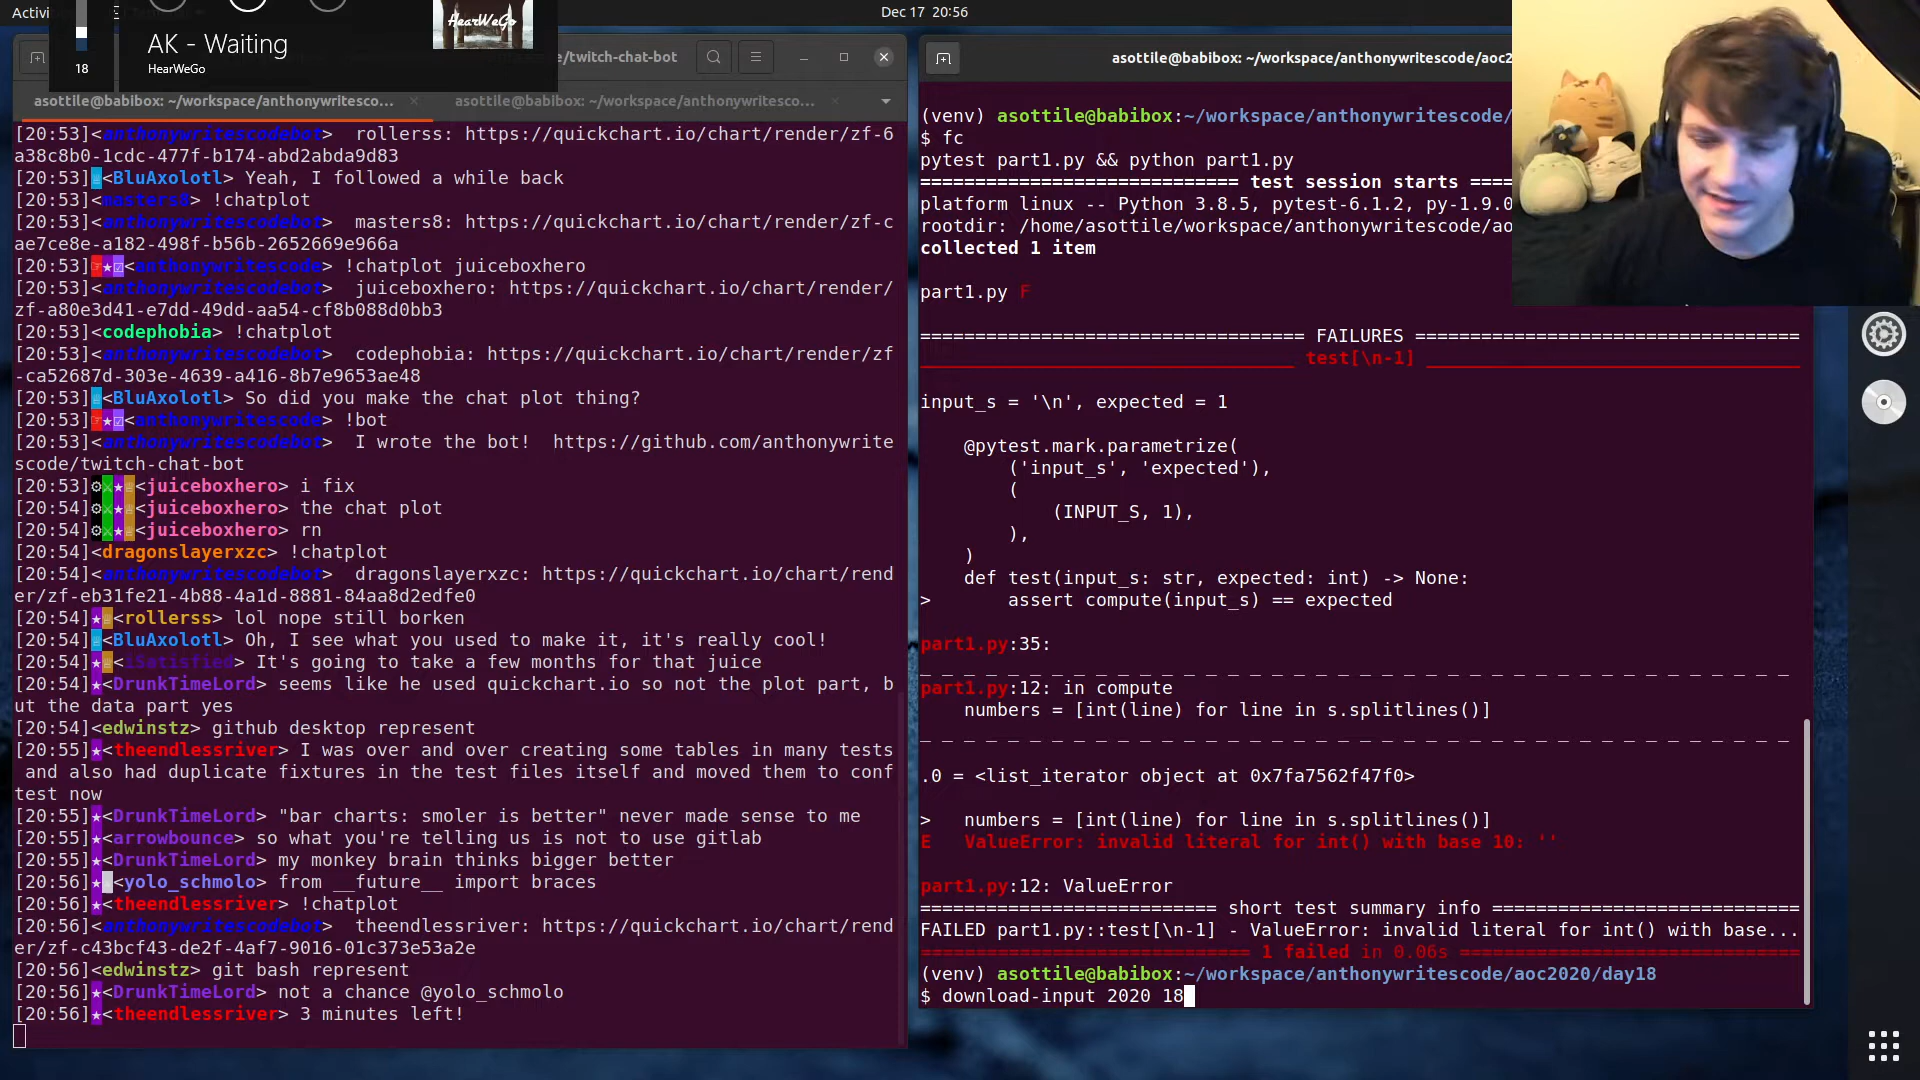 Activi
Dec 17  20:56
AK - Waiting
HearWeGo
18
HearWeGo
/twitch-chat-bot
asottile@babibox: ~/workspace/anthonywritesco...
asottile@babibox: ~/workspace/anthonywritesco...
[20:53] <anthonywritescodebot>  rollerss: https://quickchart.io/chart/render/zf-6
a38c8b0-1cdc-477f-b174-abd2abda9d83
[20:53] <BluAxolotl> Yeah, I followed a while back
[20:53]<masters8> !chatplot
[20:53]<anthonywritescodebot>  masters8: https://quickchart.io/chart/render/zf-c
ae7ce8e-a182-498f-b56b-2652669e966a
[20:53]<anthonywritescode> !chatplot juiceboxhero
[20:53]<anthonywritescodebot>  juiceboxhero: https://quickchart.io/chart/render/
zf-a80e3d41-e7dd-49dd-aa54-cf8b088d0bb3
[20:53]<codephobia> !chatplot
[20:53]<anthonywritescodebot>  codephobia: https://quickchart.io/chart/render/zf
-ca52687d-303e-4639-a416-8b7e9653ae48
[20:53]<BluAxolotl> So did you make the chat plot thing?
[20:53]<anthonywritescode> !bot
[20:53]<anthonywritescodebot>  I wrote the bot!  https://github.com/anthonywrite
scode/twitch-chat-bot
[20:53]<juiceboxhero> i fix
[20:54]<juiceboxhero> the chat plot
[20:54]<juiceboxhero> rn
[20:54]<dragonslayerxzc> !chatplot
[20:54]<anthonywritescodebot>  dragonslayerxzc: https://quickchart.io/chart/rend
er/zf-eb31fe21-4b88-4a1d-8881-84aa8d2edfe0
[20:54]<rollerss> lol nope still borken
[20:54]<BluAxolotl> Oh, I see what you used to make it, it's really cool!
[20:54]<iSatisfied> It's going to take a few months for that juice
[20:54]<DrunkTimeLord> seems like he used quickchart.io so not the plot part, b
ut the data part yes
[20:54]<edwinstz> github desktop represent
[20:55]<theendlessriver> I was over and over creating some tables in many tests
and also had duplicate fixtures in the test files itself and moved them to conf
test now
[20:55]<DrunkTimeLord> "bar charts: smoler is better" never made sense to me
[20:55]<arrowbounce> so what you're telling us is not to use gitlab
[20:55]<DrunkTimeLord> my monkey brain thinks bigger better
[20:56]<yolo_schmolo> from __future__ import braces
[20:56]<theendlessriver> !chatplot
[20:56]<anthonywritescodebot>  theendlessriver: https://quickchart.io/chart/rend
er/zf-c43bcf43-de2f-4af7-9016-01c373e53a2e
[20:56]<edwinstz> git bash represent
[20:56]<DrunkTimeLord> not a chance @yolo_schmolo
[20:56]<theendlessriver> 3 minutes left!
asottile@babibox: ~/workspace/anthonywritescode/aoc2
(venv) asottile@babibox:~/workspace/anthonywritescode/
$ fc
pytest part1.py && python part1.py
============================= test session starts ====
platform linux -- Python 3.8.5, pytest-6.1.2, py-1.9.0
rootdir: /home/asottile/workspace/anthonywritescode/ao
collected 1 item
part1.py F
=================================== FAILURES ===================================
__________________________________ test[\n-1] __________________________________
input_s = '\n', expected = 1
@pytest.mark.parametrize(
('input_s', 'expected'),
(
(INPUT_S, 1),
),
)
def test(input_s: str, expected: int) -> None:
>       assert compute(input_s) == expected
part1.py:35:
_ _ _ _ _ _ _ _ _ _ _ _ _ _ _ _ _ _ _ _ _ _ _ _ _ _ _ _ _ _ _ _ _ _ _ _ _ _ _ _
part1.py:12: in compute
numbers = [int(line) for line in s.splitlines()]
_ _ _ _ _ _ _ _ _ _ _ _ _ _ _ _ _ _ _ _ _ _ _ _ _ _ _ _ _ _ _ _ _ _ _ _ _ _ _ _
.0 = <list_iterator object at 0x7fa7562f47f0>
>   numbers = [int(line) for line in s.splitlines()]
E   ValueError: invalid literal for int() with base 10: ''
part1.py:12: ValueError
=========================== short test summary info ============================
FAILED part1.py::test[\n-1] - ValueError: invalid literal for int() with base...
============================== 1 failed in 0.06s ===============================
(venv) asottile@babibox:~/workspace/anthonywritescode/aoc2020/day18
$ download-input 2020 18